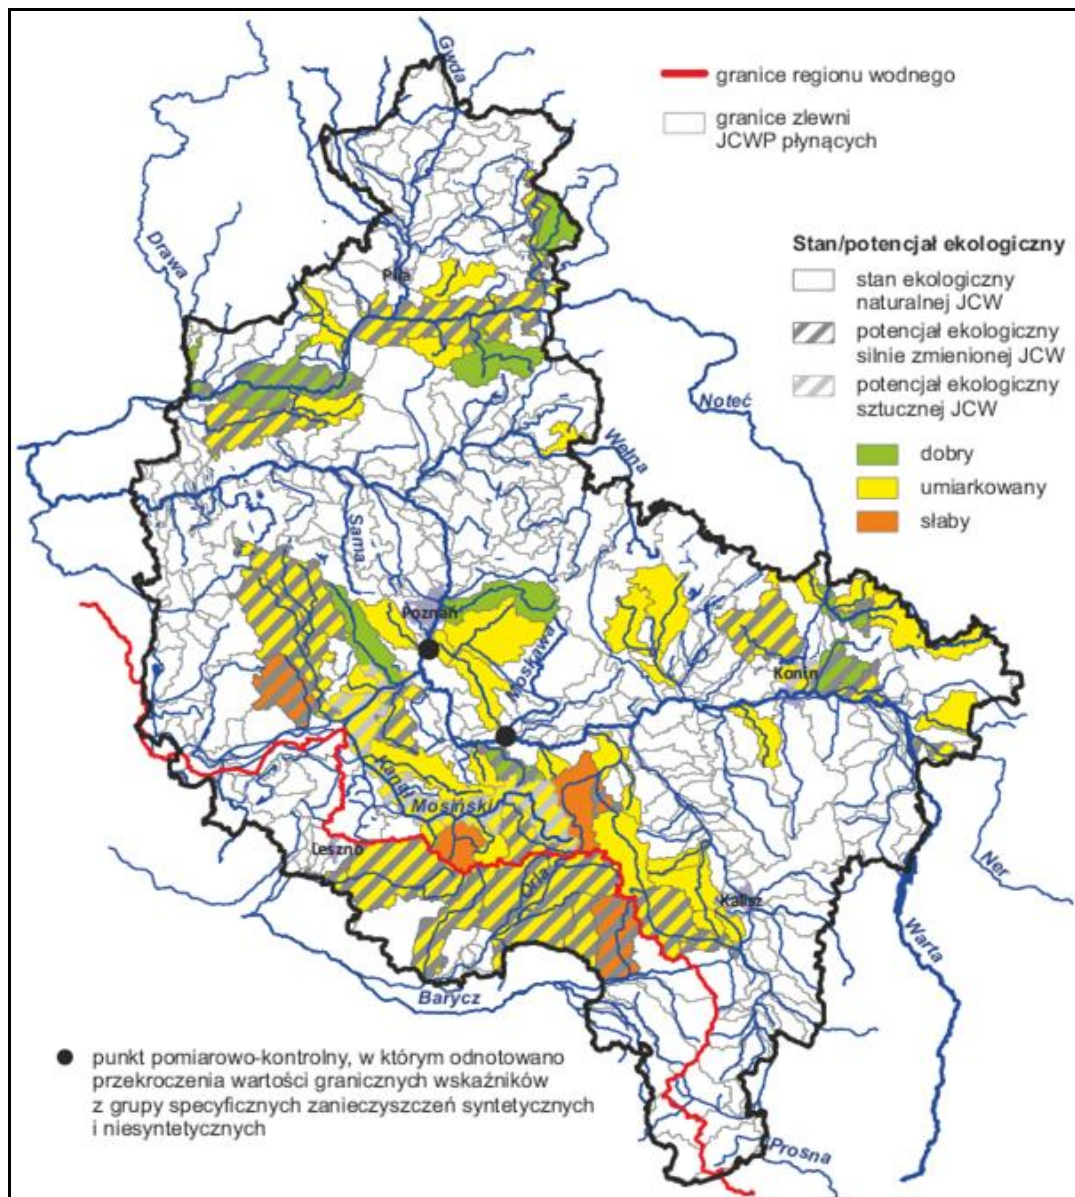 Gwda
granice regionu wodnego
granice zlewni
JCWP płynących
Drawa
Piła
Stan/potencjał ekologiczny
stan ekologiczny
naturalnej JCW
potencjał ekologiczny
silnie zmienionej JCW
potencjał ekologiczny
sztucznej JCW
Noteć
Wełna
dobry
umiarkowany
słaby
Sama
Poznań
Moskawa
Konin
Kanał
Mosiński
Leszno
Orla
Kalisz
Ner
Warta
Barycz
punkt pomiarowo-kontrolny, w którym odnotowano
przekroczenia wartości granicznych wskaźników
z grupy specyficznych zanieczyszczeń syntetycznych
i niesyntetycznych
Prosna